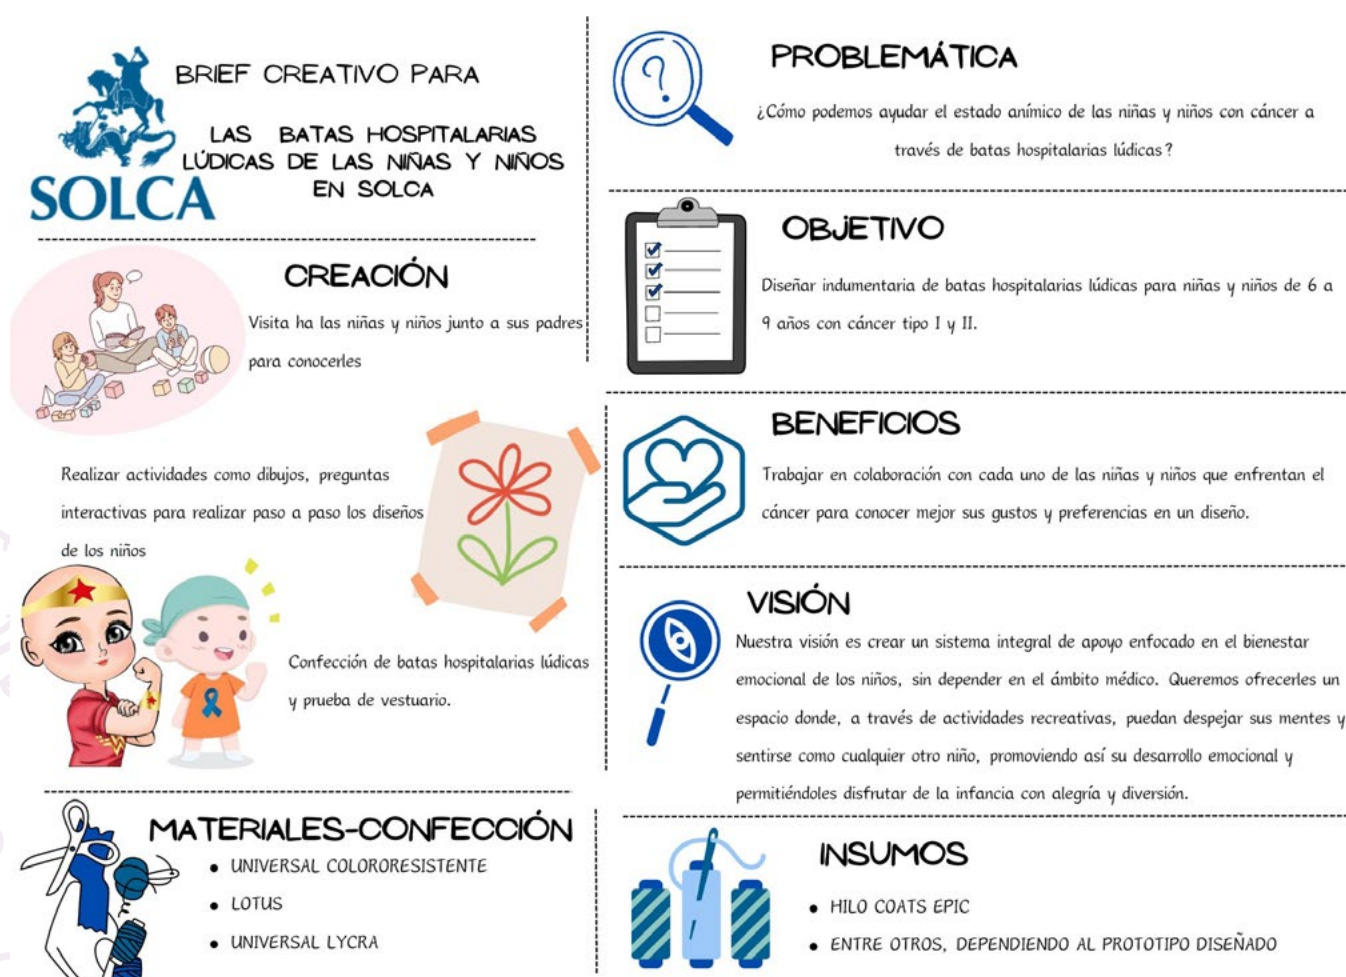 BRIEF CREATIVO PARA
LAS BATAS HOSPITALARIAS
LÚDICAS DE LAS NIÑAS Y NIÑOS
EN SOLCA
SOLCA
CREACIÓN
Visita ha las niñas y niños junto a sus padres
para conocerles
Realizar actividades como dibujos, preguntas
interactivas para realizar paso a paso los diseños
de los niños
Confección de batas hospitalarias lúdicas
y prueba de vestuario.
MATERIALES-CONFECCIÓN
• UNIVERSAL COLORORESISTENTE
• LOTUS
• UNIVERSAL LYCRA
PROBLEMÁTICA
¿Cómo podemos ayudar el estado anímico de las niñas y niños con cáncer a
través de batas hospitalarias lúdicas?
OBJETIVO
Diseñar indumentaria de batas hospitalarias lúdicas para niñas y niños de 6 a
9 años con cáncer tipo I y II.
BENEFICIOS
Trabajar en colaboración con cada uno de las niñas y niños que enfrentan el
cáncer para conocer mejor sus gustos y preferencias en un diseño.
VISIÓN
Nuestra visión es crear un sistema integral de apoyo enfocado en el bienestar
emocional de los niños, sin depender en el ámbito médico. Queremos ofrecerles un
espacio donde, a través de actividades recreativas, puedan despejar sus mentes y
sentirse como cualquier otro niño, promoviendo así su desarrollo emocional y
permitiéndoles disfrutar de la infancia con alegría y diversión.
INSUMOS
• HILO COATS EPIC
• ENTRE OTROS, DEPENDIENDO AL PROTOTIPO DISEÑADO